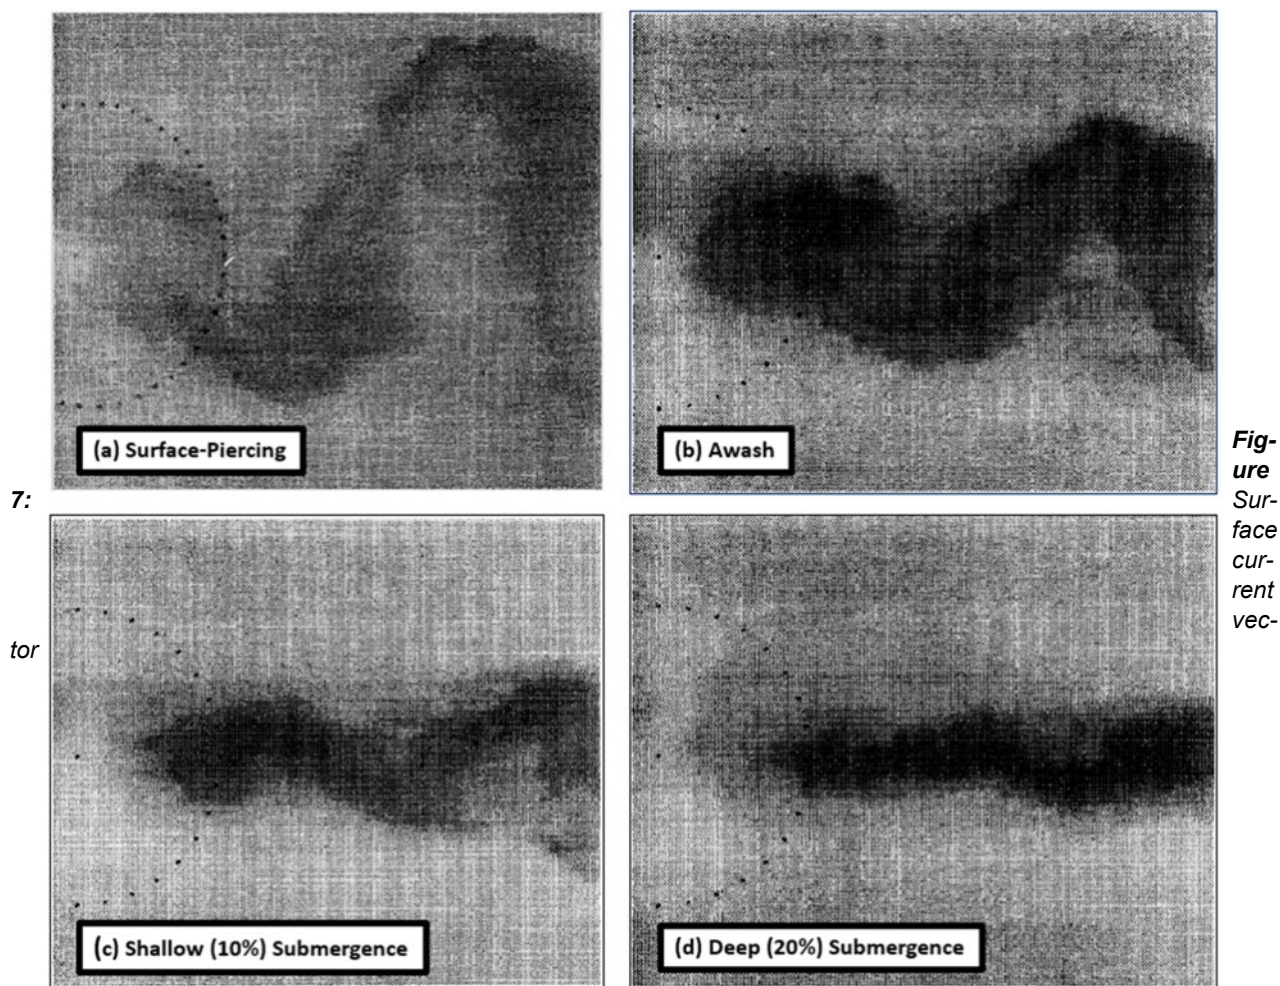 (a) Surface-Piercing
(b) Awash
Fig-
ure
7:
Sur-
face
cur-
rent
vec-
tor
(c) Shallow (10%) Submergence
(d) Deep (20%) Submergence